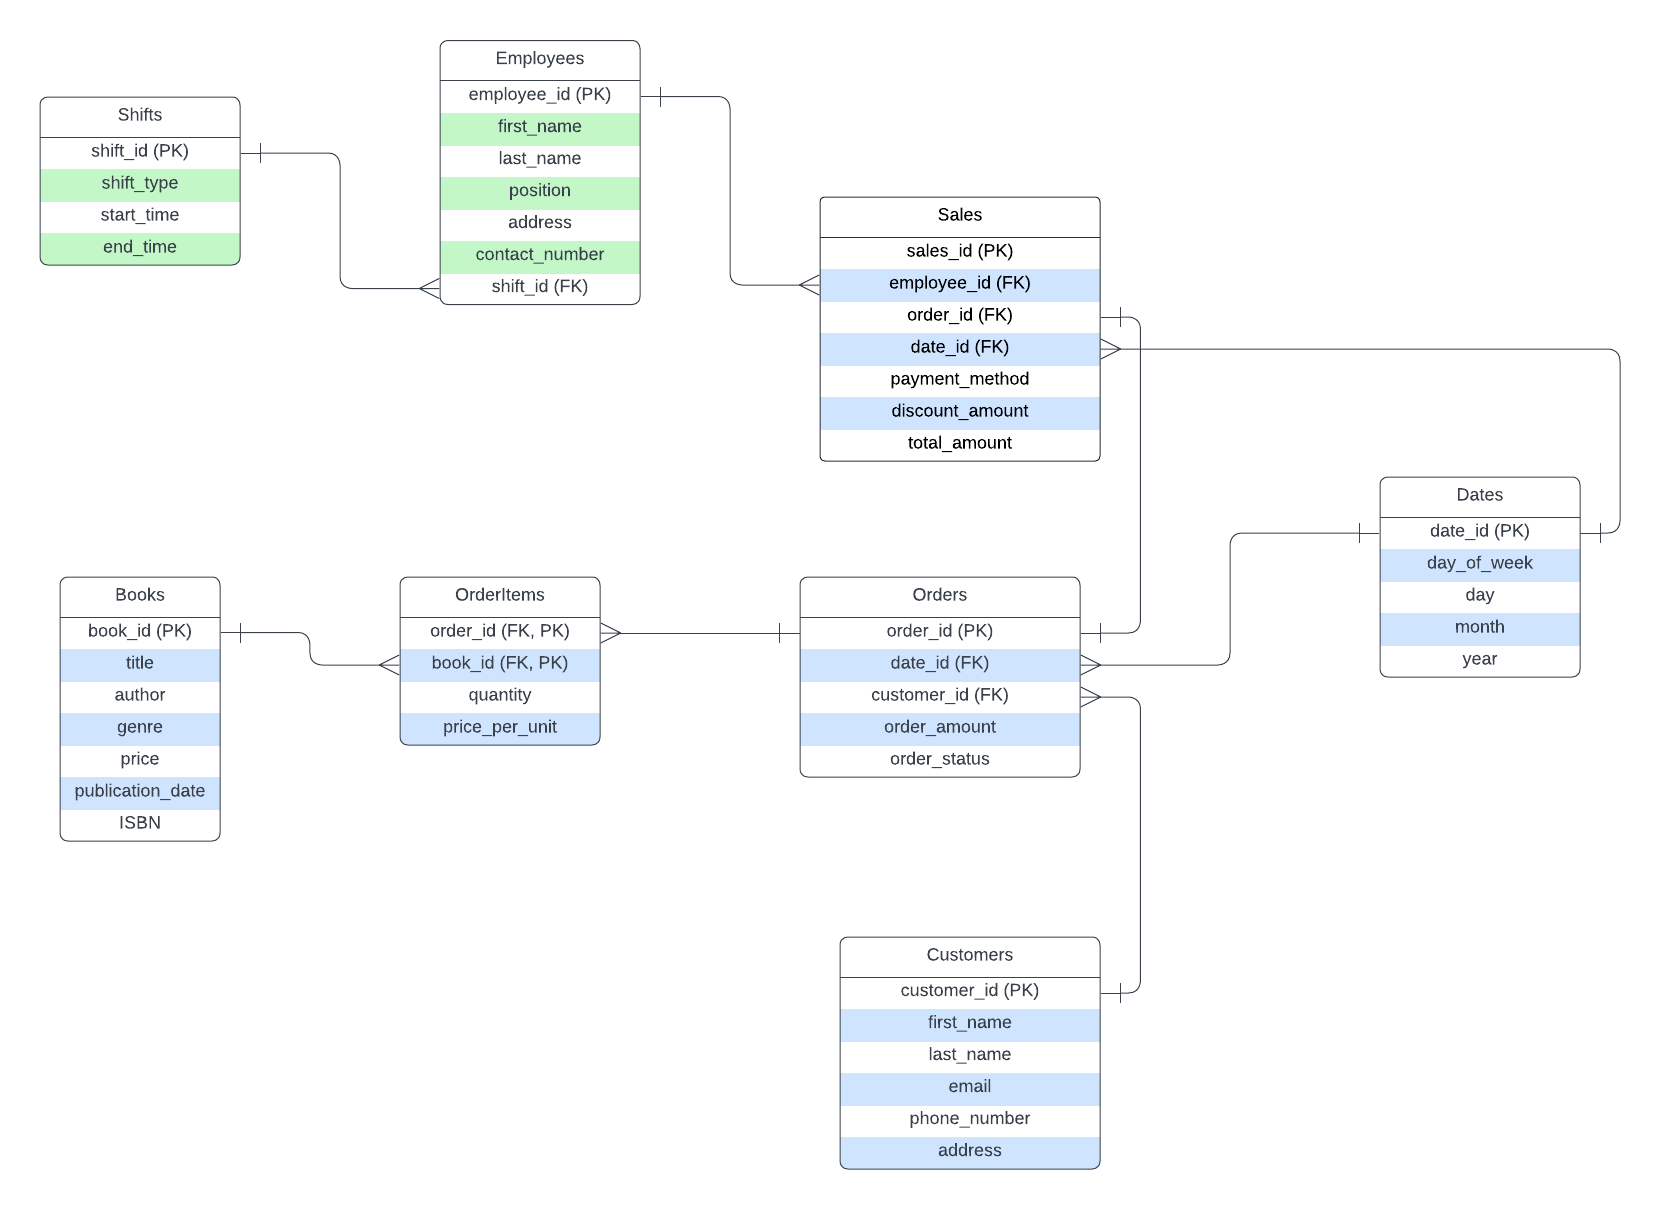 Shifts
shift_id (PK)
shift_type
start_time
end_time
Employees
employee_id (PK)
first_name
last_name
position
address
contact_number
shift_id (FK)
Sales
sales_id (PK)
employee_id (FK)
order_id (FK)
date_id (FK)
payment_method
discount_amount
total_amount
Dates
date_id (PK)
day_of_week
day
month
year
Books
book_id (PK)
title
author
genre
price
publication_date
ISBN
OrderItems
order_id (FK, PK)
book_id (FK, PK)
quantity
price_per_unit
Orders
order_id (PK)
date_id (FK)
customer_id (FK)
order_amount
order_status
Customers
customer_id (PK)
first_name
last_name
email
phone_number
address